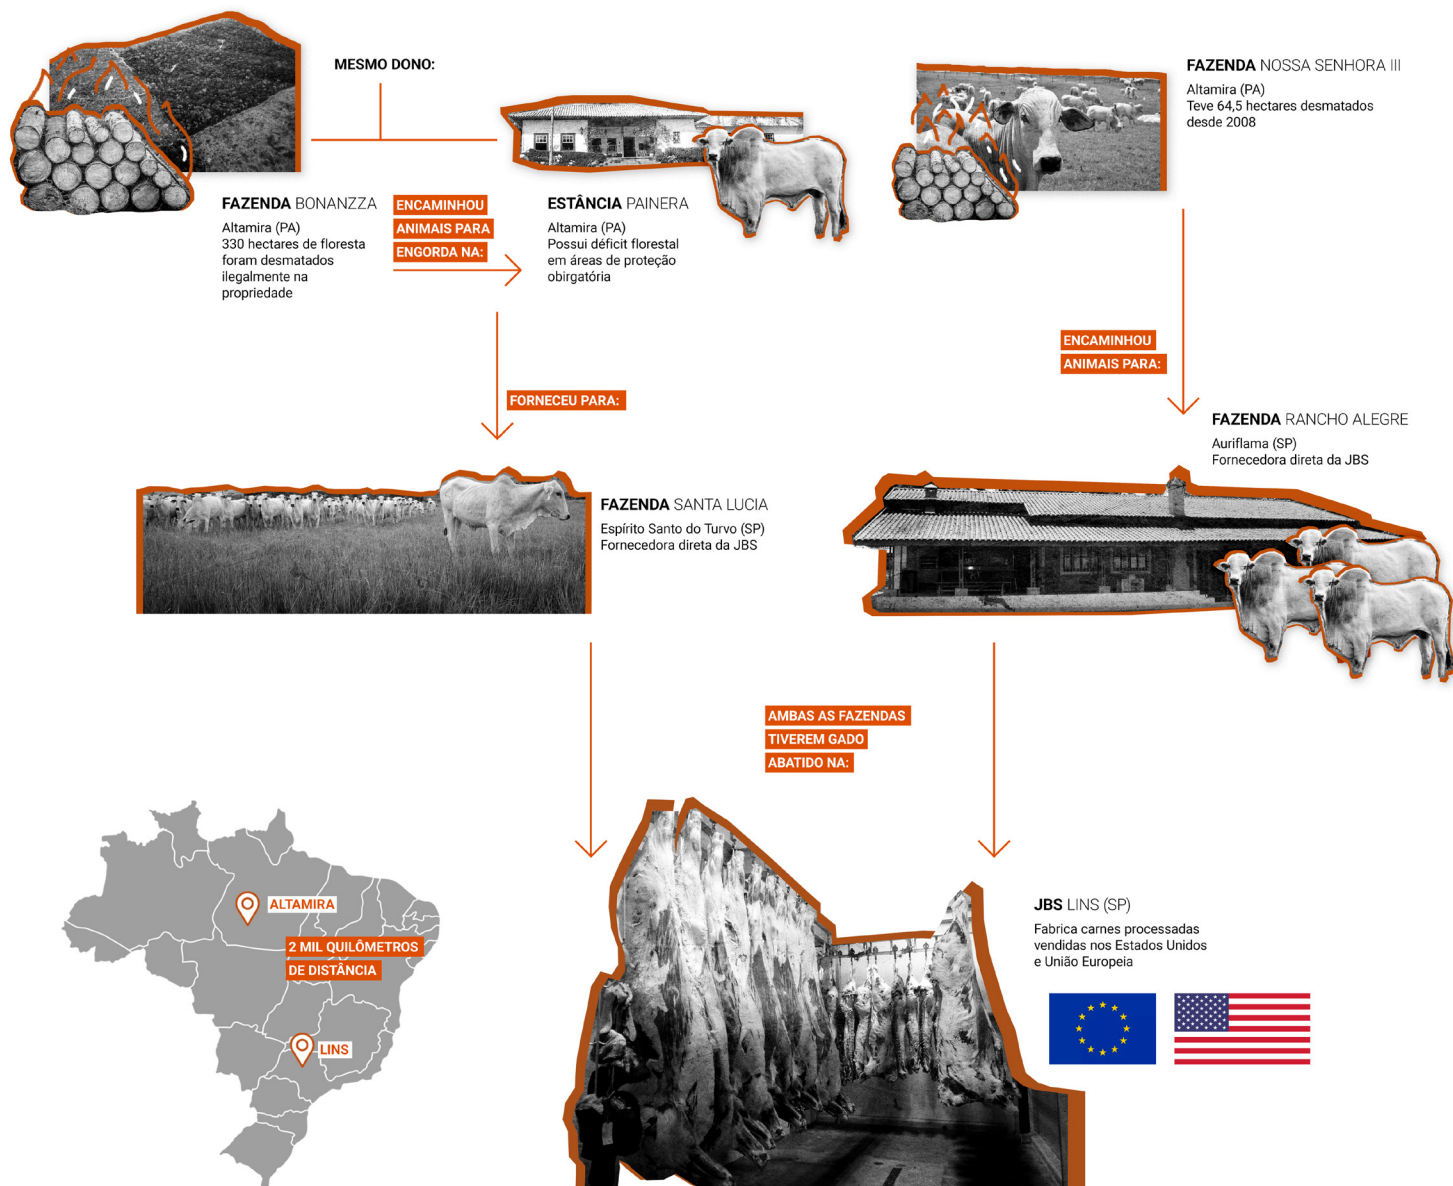 MESMO DONO:
FAZENDA BONANZZA
Altamira (PA)
330 hectares de floresta
foram desmatados
ilegalmente na
propriedade
ENCAMINHOU
ANIMAIS PARA
ENGORDA NA:
ESTÂNCIA PAINERA
Altamira (PA)
Possui déficit florestal
em áreas de proteção
obirgatória
FAZENDA NOSSA SENHORA III
Altamira (PA)
Teve 64,5 hectares desmatados
desde 2008
FORNECEU PARA:
ENCAMINHOU
ANIMAIS PARA:
FAZENDA SANTA LUCIA
Espírito Santo do Turvo (SP)
Fornecedora direta da JBS
FAZENDA RANCHO ALEGRE
Auriflama (SP)
Fornecedora direta da JBS
AMBAS AS FAZENDAS
TIVEREM GADO
ABATIDO NA:
ALTAMIRA
2 MIL QUILÔMETROS
DE DISTÂNCIA
LINS
JBS LINS (SP)
Fabrica carnes processadas
vendidas nos Estados Unidos
e União Europeia